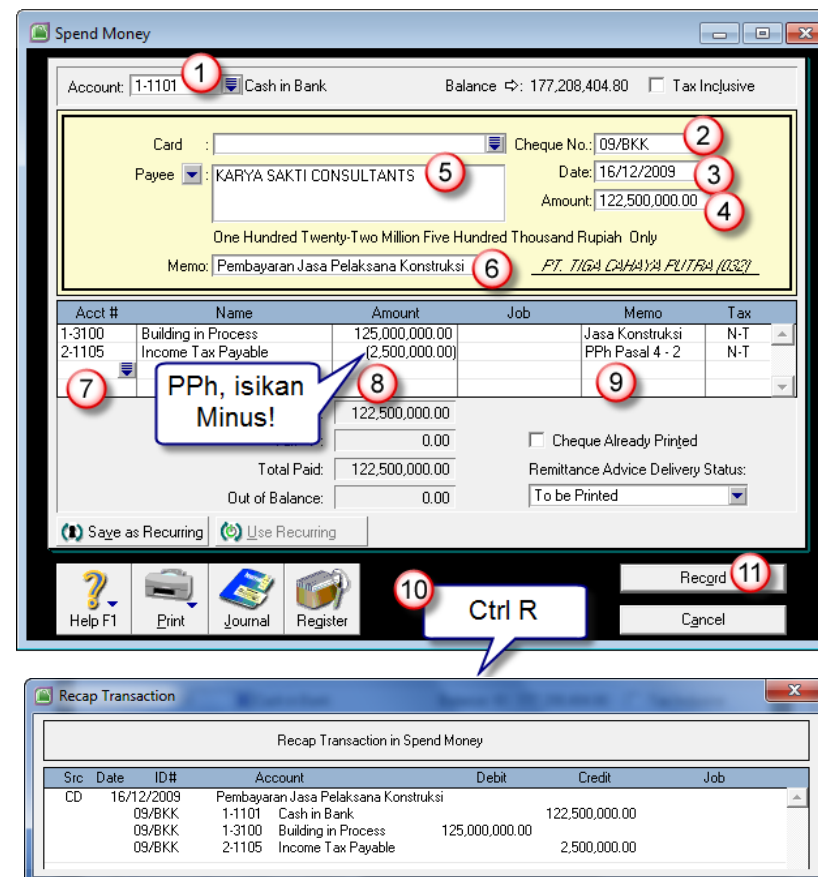 Spend Money
Account: 1-1101 1 Cash in Bank Balance ⇨: 177,208,404.80 Tax Inclusive
Card : Cheque No.: 09/BKK 2
Payee : KARYA SAKTI CONSULTANTS 5 Date: 16/12/2009 3
Amount: 122,500,000.00 4
One Hundred Twenty-Two Million Five Hundred Thousand Rupiah Only
Memo: Pembayaran Jasa Pelaksana Konstruksi 6 PT. TIGA CAHAYA PUTRA (032)
Acct # Name Amount Job Memo Tax
1-3100 Building in Process 125,000,000.00 Jasa Konstruksi N-T
2-1105 Income Tax Payable (2,500,000.00) PPh Pasal 4 - 2 N-T
7 PPh, isikan Minus! 8 9
122,500,000.00
0.00 Cheque Already Printed
Total Paid: 122,500,000.00 Remittance Advice Delivery Status:
Out of Balance: 0.00 To be Printed
Save as Recurring Use Recurring
10 Ctrl R Record 11
Help F1 Print Journal Register Cancel
Recap Transaction
Recap Transaction in Spend Money
Src Date ID# Account Debit Credit Job
CD 16/12/2009 Pembayaran Jasa Pelaksana Konstruksi
09/BKK 1-1101 Cash in Bank 122,500,000.00
09/BKK 1-3100 Building in Process 125,000,000.00
09/BKK 2-1105 Income Tax Payable 2,500,000.00